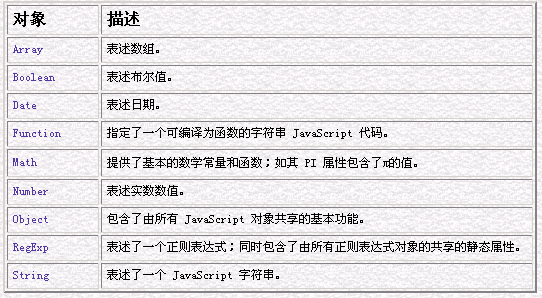 对象 描述
Array 表述数组。
Boolean 表述布尔值。
Date 表述日期。
Function 指定了一个可编译为函数的字符串 JavaScript 代码。
Math 提供了基本的数学常量和函数；如其 PI 属性包含了π的值。
Number 表述实数数值。
Object 包含了由所有 JavaScript 对象共享的基本功能。
RegExp 表述了一个正则表达式；同时包含了由所有正则表达式对象的共享的静态属性。
String 表述了一个 JavaScript 字符串。